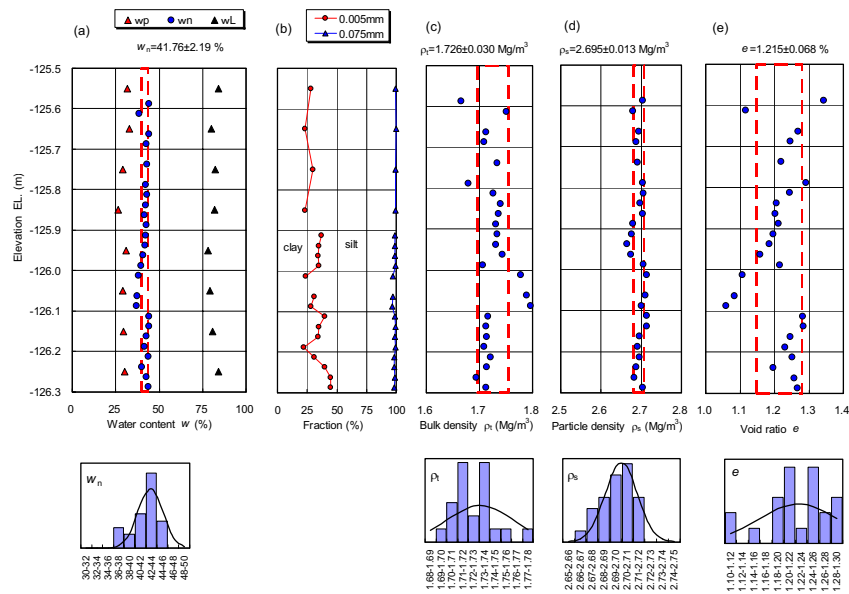 wp wn wL
0.005mm
0.075mm
(a)
(b)
(c)
(d)
(e)
wn=41.76±2.19 %
ρt=1.726±0.030 Mg/m³
ρs=2.695±0.013 Mg/m³
e=1.215±0.068 %
-125.5
-125.6
-125.7
-125.8
-125.9
-126.0
-126.1
-126.2
-126.3
Elevation EL. (m)
clay silt
0 25 50 75 100
Water content w (%)
0 50 100
Fraction (%)
1.6 1.7 1.8
Bulk density ρt (Mg/m³)
2.6 2.7 2.8
Particle density ρs (Mg/m³)
1.0 1.1 1.2 1.3 1.4
Void ratio e
wn
30-32
32-34
34-36
36-38
38-40
40-42
42-44
44-46
46-48
48-50
ρt
1.68-1.69
1.69-1.70
1.70-1.71
1.71-1.72
1.72-1.73
1.73-1.74
1.74-1.75
1.75-1.76
1.76-1.77
1.77-1.78
ρs
2.65-2.66
2.66-2.67
2.67-2.68
2.68-2.69
2.69-2.70
2.70-2.71
2.71-2.72
2.72-2.73
2.73-2.74
2.74-2.75
e
1.10-1.12
1.12-1.14
1.14-1.16
1.16-1.18
1.18-1.20
1.20-1.22
1.22-1.24
1.24-1.26
1.26-1.28
1.28-1.30